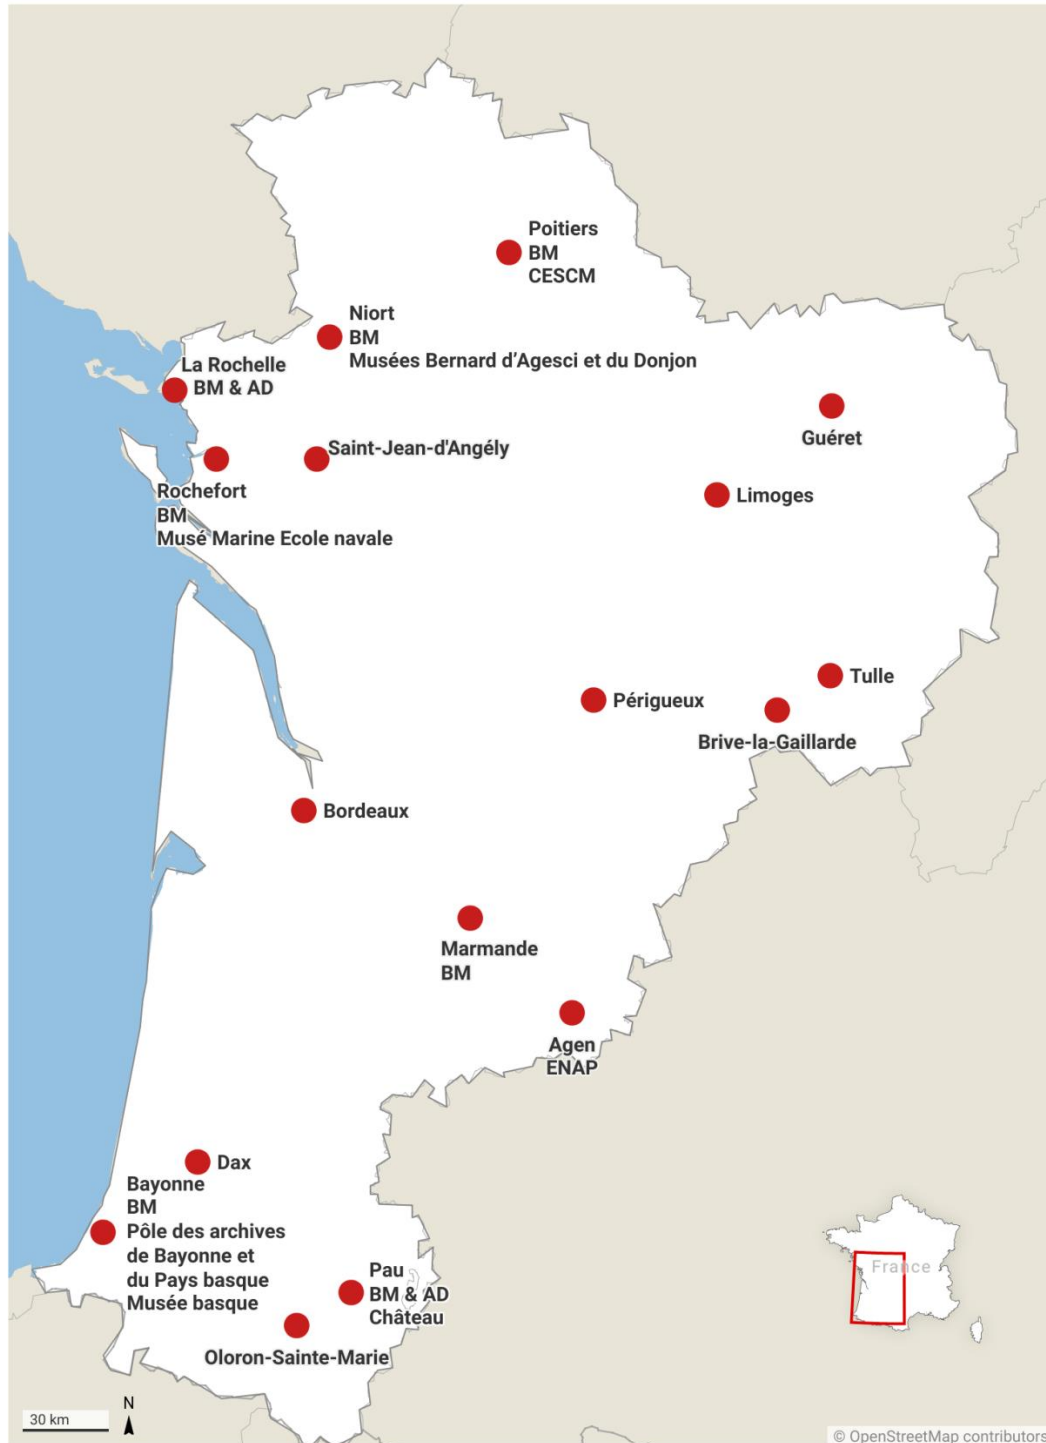 Poitiers
BM
CESCM
Niort
BM
Musées Bernard d'Agesci et du Donjon
La Rochelle
BM & AD
Guéret
Saint-Jean-d'Angély
Limoges
Rochefort
BM
Musé Marine Ecole navale
Tulle
Périgueux
Brive-la-Gaillarde
Bordeaux
Marmande
BM
Agen
ENAP
Dax
Bayonne
BM
Pôle des archives
de Bayonne et
du Pays basque
Musée basque
Pau
BM & AD
Château
Oloron-Sainte-Marie
France
30 km
N
© OpenStreetMap contributors